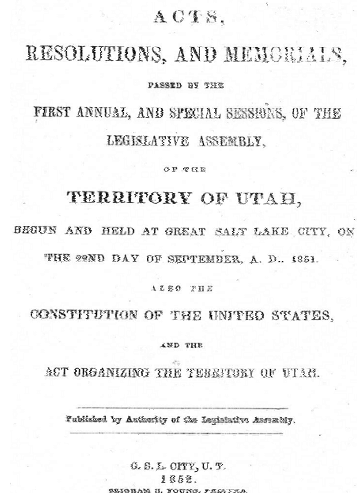 ACTS,
RESOLUTIONS, AND MEMORIALS,
PASSED BY THE
FIRST ANNUAL, AND SPECIAL SESSIONS, OF THE
LEGISLATIVE ASSEMBLY,
OF THE
TERRITORY OF UTAH,
BEGUN AND HELD AT GREAT SALT LAKE CITY, ON
THE 22ND DAY OF SEPTEMBER, A. D., 1851.
ALSO THE
CONSTITUTION OF THE UNITED STATES,
AND THE
ACT ORGANIZING THE TERRITORY OF UTAH.
Published by Authority of the Legislative Assembly.
G. S. L. CITY, U. T.
1852.
BRIGHAM H. YOUNG, PRINTER.